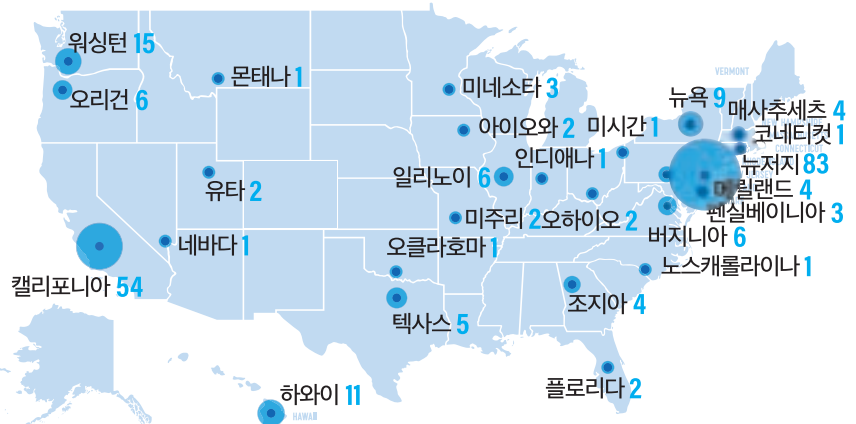 워싱턴 15
오리건 6
몬태나 1
미네소타 3
아이오와 2
미시간 1
뉴욕 9
VERMONT
매사추세츠 4
코네티컷 1
CONNECTICUT
뉴저지 83
메릴랜드 4
펜실베이니아 3
버지니아 6
인디애나 1
일리노이 6
미주리 2
오하이오 2
유타 2
네바다 1
오클라호마 1
노스캐롤라이나 1
캘리포니아 54
텍사스 5
조지아 4
플로리다 2
하와이 11
HAWAII